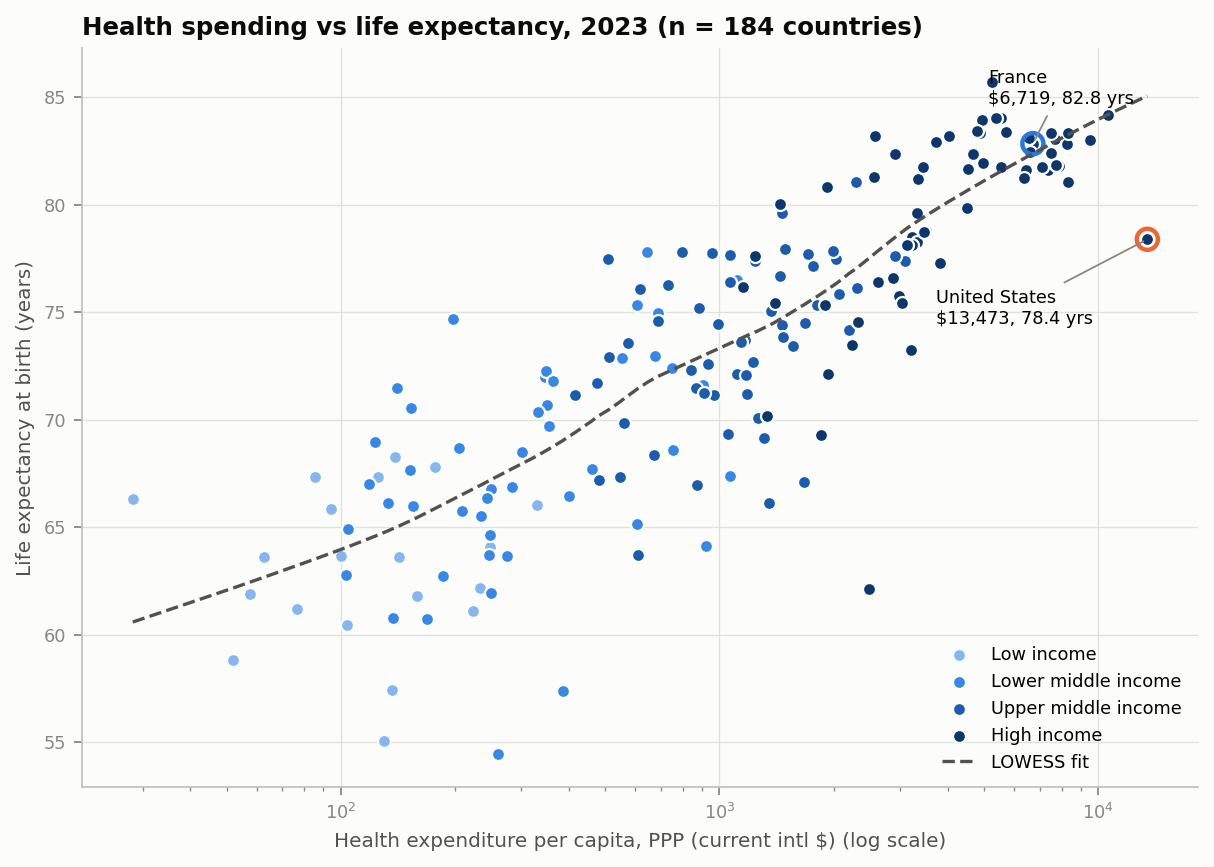 Health spending vs life expectancy, 2023 (n = 184 countries)
France
$6,719, 82.8 yrs
United States
$13,473, 78.4 yrs
85
80
75
70
65
60
55
Life expectancy at birth (years)
Low income
Lower middle income
Upper middle income
High income
LOWESS fit
10²
10³
10⁴
Health expenditure per capita, PPP (current intl $) (log scale)